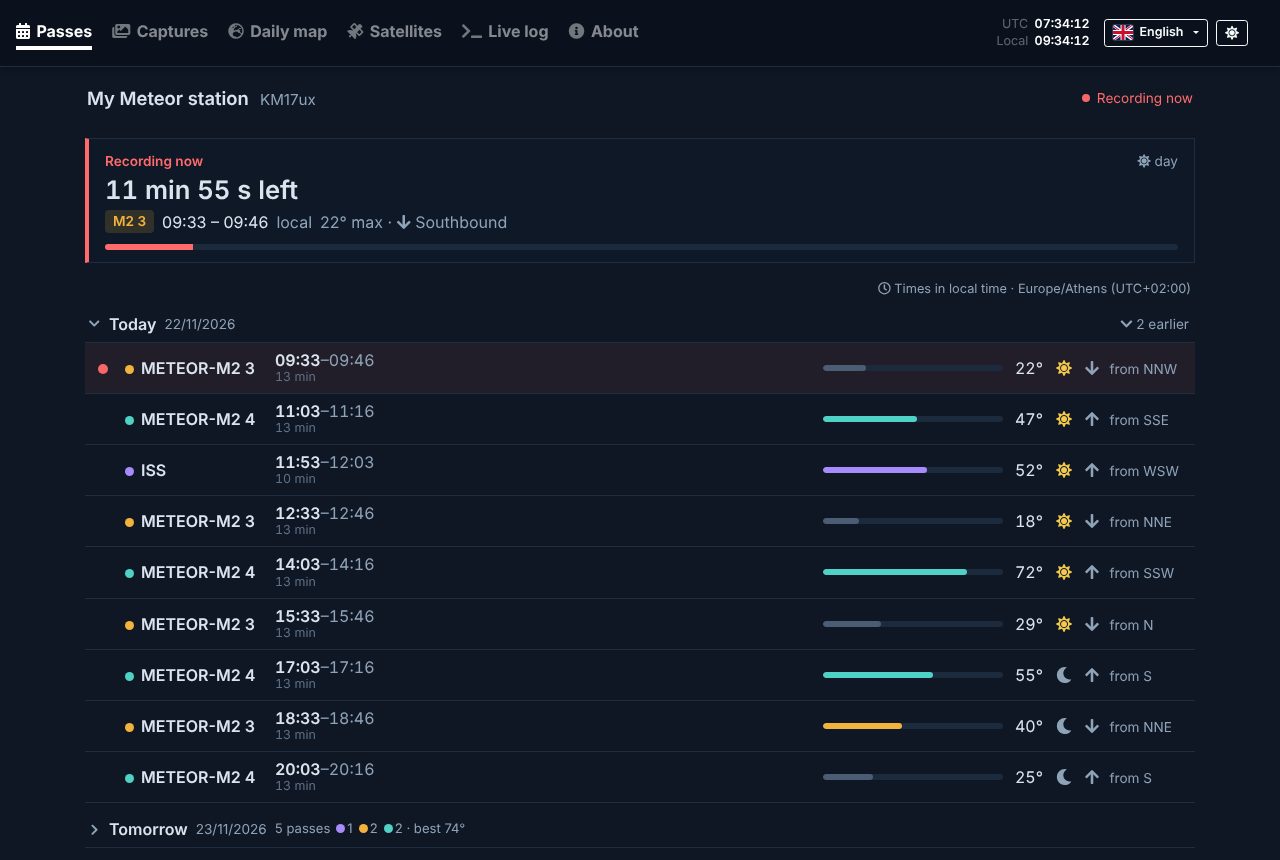 Passes Captures Daily map Satellites Live log About
UTC 07:34:12
Local 09:34:12
English
My Meteor station KM17ux
Recording now
Recording now
day
11 min 55 s left
M2 3 09:33 – 09:46 local 22° max · Southbound
Times in local time · Europe/Athens (UTC+02:00)
Today 22/11/2026
2 earlier
METEOR-M2 3 09:33–09:46 22° from NNW
13 min
METEOR-M2 4 11:03–11:16 47° from SSE
13 min
ISS 11:53–12:03 52° from WSW
10 min
METEOR-M2 3 12:33–12:46 18° from NNE
13 min
METEOR-M2 4 14:03–14:16 72° from SSW
13 min
METEOR-M2 3 15:33–15:46 29° from N
13 min
METEOR-M2 4 17:03–17:16 55° from S
13 min
METEOR-M2 3 18:33–18:46 40° from NNE
13 min
METEOR-M2 4 20:03–20:16 25° from S
13 min
Tomorrow 23/11/2026 5 passes 1 2 2 · best 74°